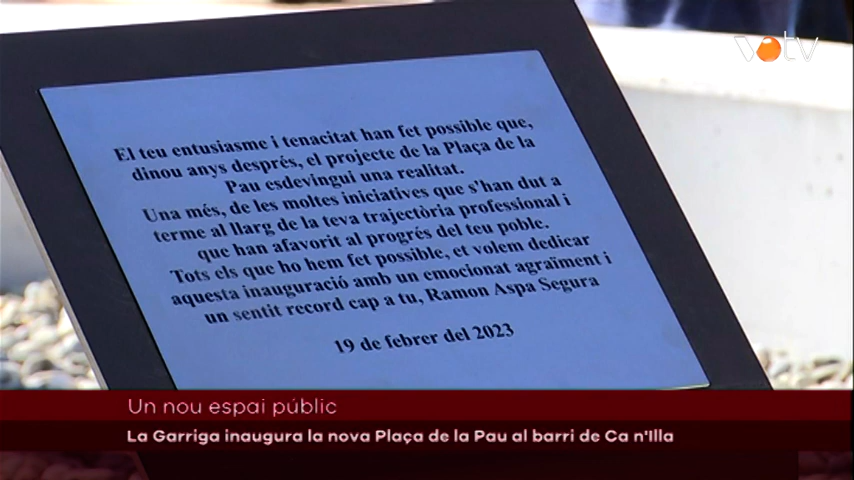 votv
El teu entusiasme i tenacitat han fet possible que,
dinou anys després, el projecte de la Plaça de la
Pau esdevingui una realitat.
Una més, de les moltes iniciatives que s'han dut a
terme al llarg de la teva trajectòria professional i
que han afavorit al progrés del teu poble.
Tots els que ho hem fet possible, et volem dedicar
aquesta inauguració amb un emocionat agraïment i
un sentit record cap a tu, Ramon Aspa Segura
19 de febrer del 2023
Un nou espai públic
La Garriga inaugura la nova Plaça de la Pau al barri de Ca n'Illa